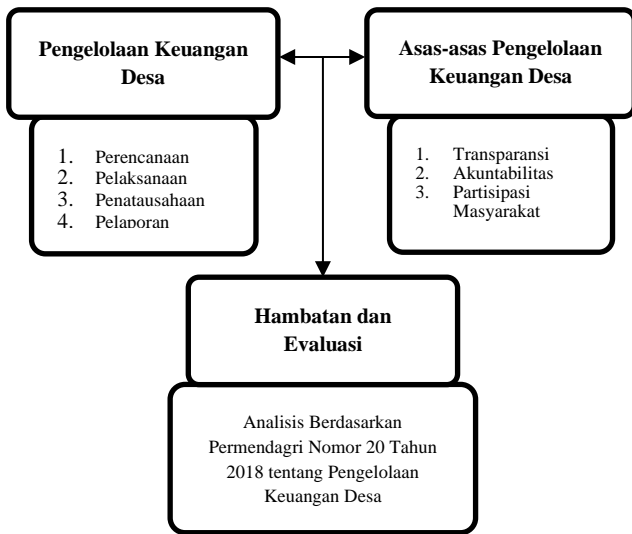 Pengelolaan Keuangan
Desa
1. Perencanaan
2. Pelaksanaan
3. Penatausahaan
4. Pelaporan
Asas-asas Pengelolaan
Keuangan Desa
1. Transparansi
2. Akuntabilitas
3. Partisipasi
Masyarakat
Hambatan dan
Evaluasi
Analisis Berdasarkan
Permendagri Nomor 20 Tahun
2018 tentang Pengelolaan
Keuangan Desa